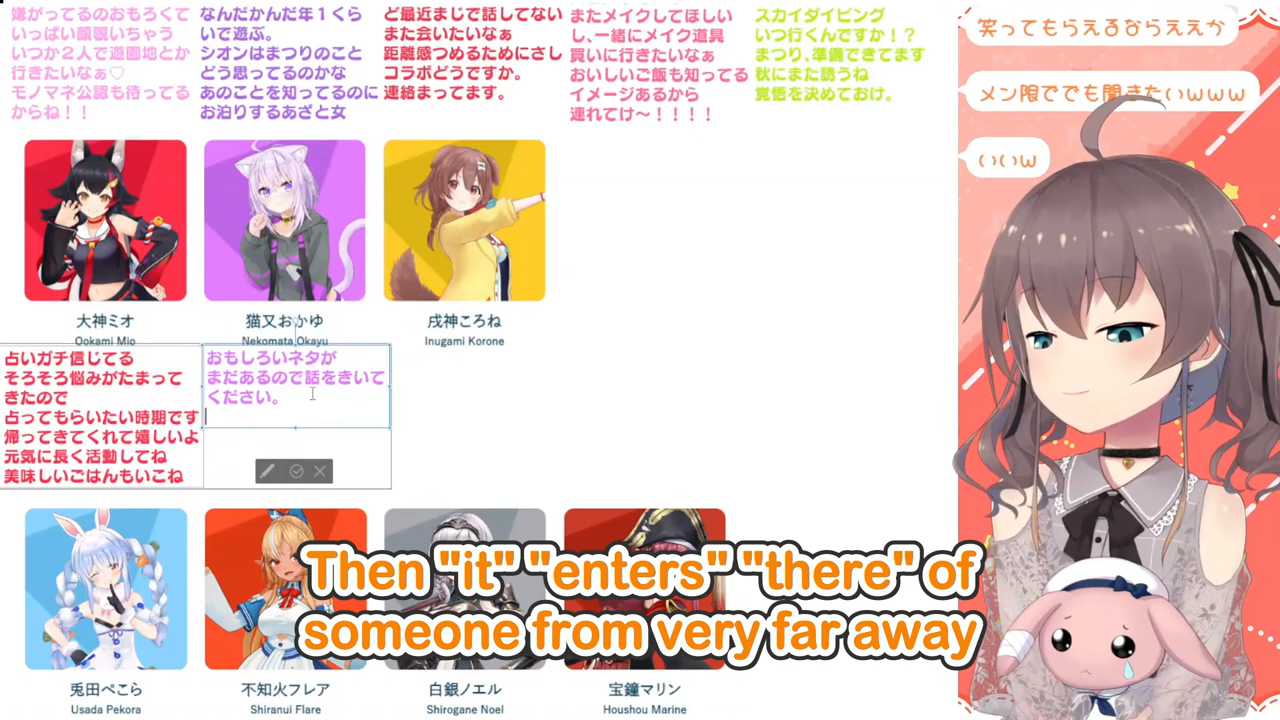 嫌がってるのおもろくて
いっぱい顔覗いちゃう
いつか２人で遊園地とか
行きたいなぁ♡
モノマネ公認も待ってる
からね！！
なんだかんだ年１くら
いで遊ぶ。
シオンはまつりのこと
どう思ってるのかな
あのことを知ってるのに
お泊りするあざと女
ど最近まじで話してない
また会いたいなぁ
距離感つめるためにさし
コラボどうですか。
連絡まってます。
またメイクしてほしい
し、一緒にメイク道具
買いに行きたいなぁ
おいしいご飯も知ってる
イメージあるから
連れてけ〜！！！！
スカイダイビング
いつ行くんですか！？
まつり、準備できてます
秋にまた誘うね
覚悟を決めておけ。
笑ってもらえるならええか
メン限ででも聞きたいｗｗｗ
いいｗ
大神ミオ
Ookami Mio
猫又おかゆ
Nekomata Okayu
戌神ころね
Inugami Korone
占いガチ信じてる
そろそろ悩みがたまって
きたので
占ってもらいたい時期です
帰ってきてくれて嬉しいよ
元気に長く活動してね
美味しいごはんもいこね
おもしろいネタが
まだあるので話をきいて
ください。
Then "it" "enters" "there" of
someone from very far away
兎田ぺこら
Usada Pekora
不知火フレア
Shiranui Flare
白銀ノエル
Shirogane Noel
宝鐘マリン
Houshou Marine